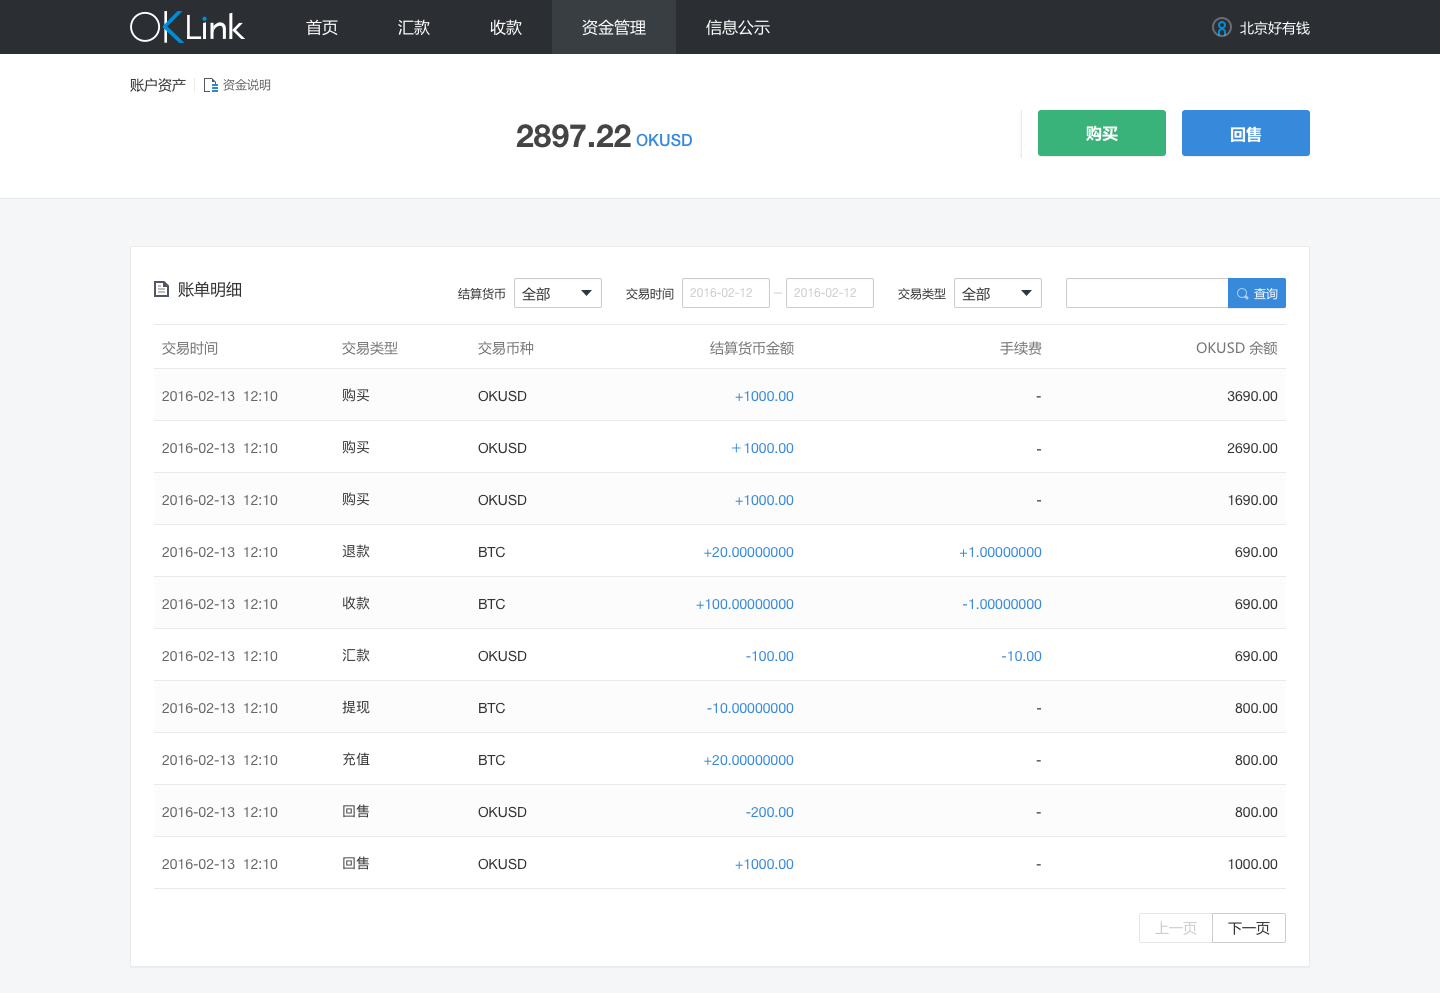 OKLink 首页 汇款 收款 资金管理 信息公示 北京好有钱
账户资产 资金说明
2897.22 OKUSD 购买 回售
账单明细 结算货币 全部 交易时间 2016-02-12 – 2016-02-12 交易类型 全部 查询
交易时间 交易类型 交易币种 结算货币金额 手续费 OKUSD 余额
2016-02-13 12:10 购买 OKUSD +1000.00 - 3690.00
2016-02-13 12:10 购买 OKUSD +1000.00 - 2690.00
2016-02-13 12:10 购买 OKUSD +1000.00 - 1690.00
2016-02-13 12:10 退款 BTC +20.00000000 +1.00000000 690.00
2016-02-13 12:10 收款 BTC +100.00000000 -1.00000000 690.00
2016-02-13 12:10 汇款 OKUSD -100.00 -10.00 690.00
2016-02-13 12:10 提现 BTC -10.00000000 - 800.00
2016-02-13 12:10 充值 BTC +20.00000000 - 800.00
2016-02-13 12:10 回售 OKUSD -200.00 - 800.00
2016-02-13 12:10 回售 OKUSD +1000.00 - 1000.00
上一页 下一页